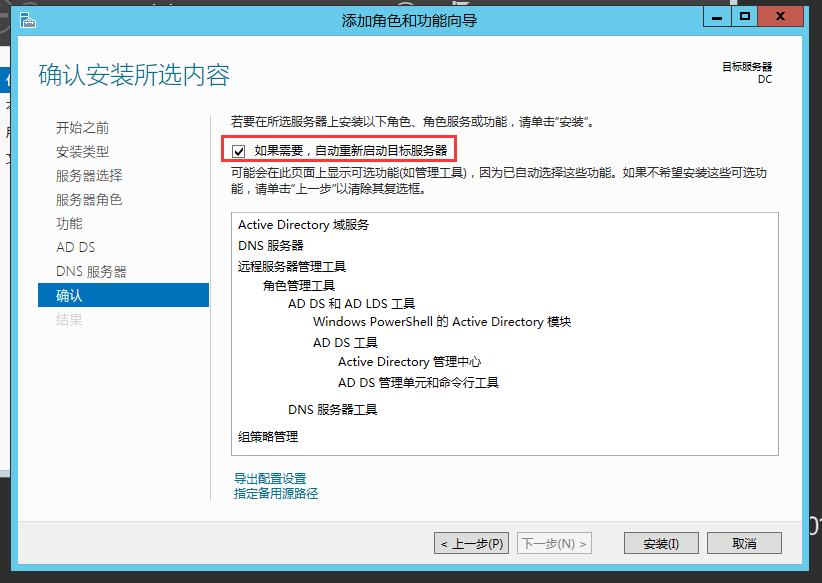 添加角色和功能向导
确认安装所选内容
目标服务器
DC
开始之前
安装类型
服务器选择
服务器角色
功能
AD DS
DNS 服务器
确认
结果
若要在所选服务器上安装以下角色、角色服务或功能，请单击“安装”。
如果需要，自动重新启动目标服务器
可能会在此页面上显示可选功能(如管理工具)，因为已自动选择这些功能。如果不希望安装这些可选功
能，请单击“上一步”以清除其复选框。
Active Directory 域服务
DNS 服务器
远程服务器管理工具
角色管理工具
AD DS 和 AD LDS 工具
Windows PowerShell 的 Active Directory 模块
AD DS 工具
Active Directory 管理中心
AD DS 管理单元和命令行工具
DNS 服务器工具
组策略管理
导出配置设置
指定备用源路径
< 上一步(P)
下一步(N) >
安装(I)
取消